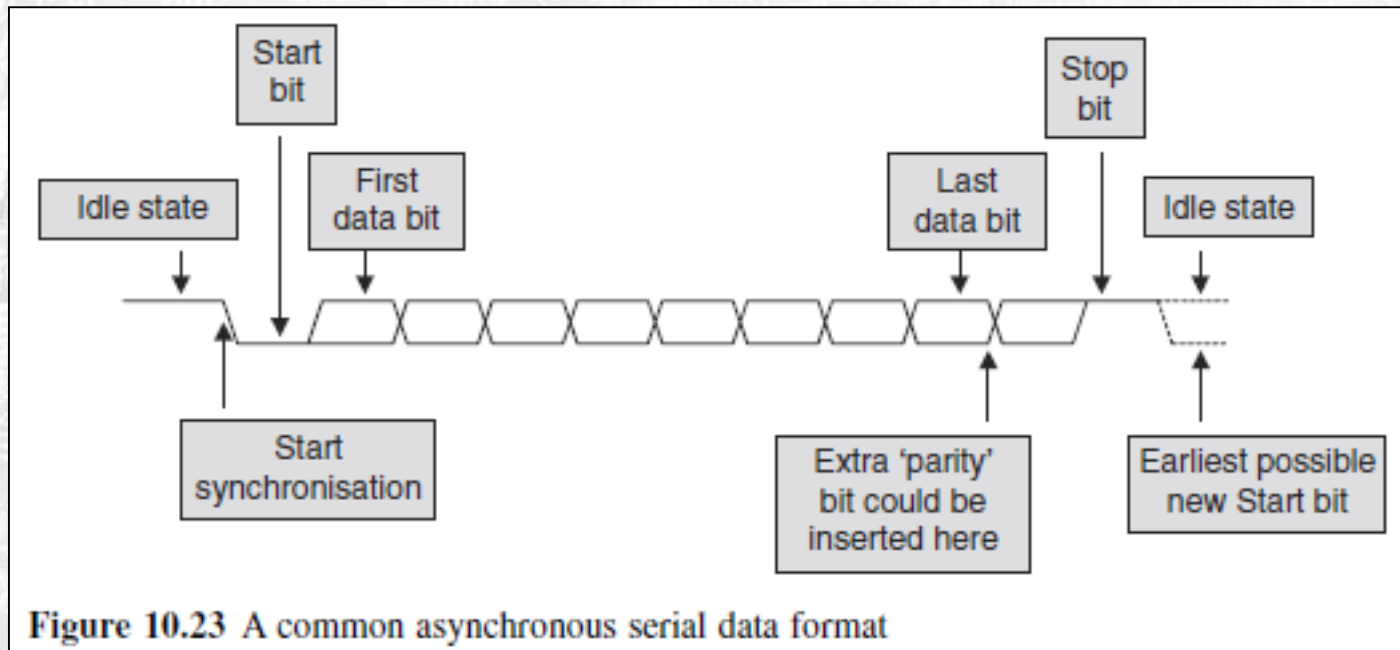 Start
bit
Stop
bit
Idle state
First
data bit
Last
data bit
Idle state
Start
synchronisation
Extra ‘parity’
bit could be
inserted here
Earliest possible
new Start bit
Figure 10.23 A common asynchronous serial data format